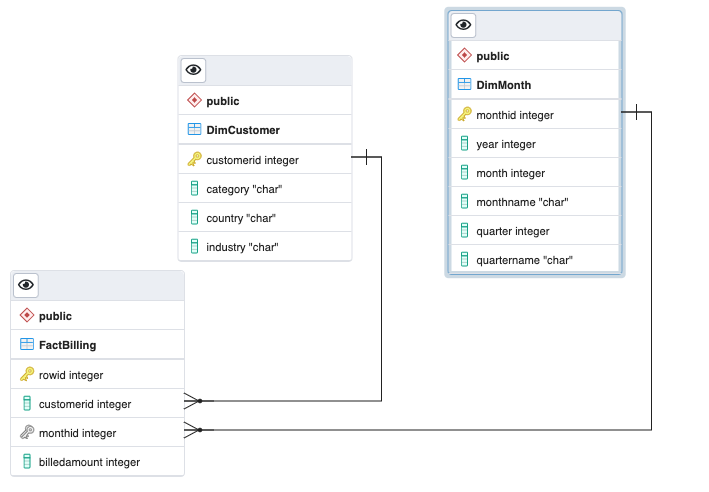 public
DimCustomer
customerid integer
category "char"
country "char"
industry "char"
public
DimMonth
monthid integer
year integer
month integer
monthname "char"
quarter integer
quartername "char"
public
FactBilling
rowid integer
customerid integer
monthid integer
billedamount integer